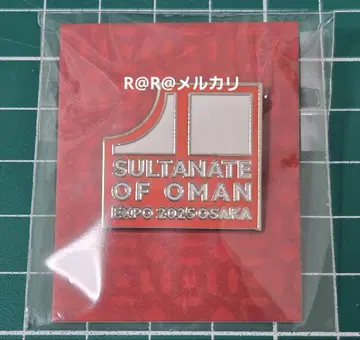 R@R@メルカリ
SULTANATE
OF OMAN
EXPO 2025 OSAKA